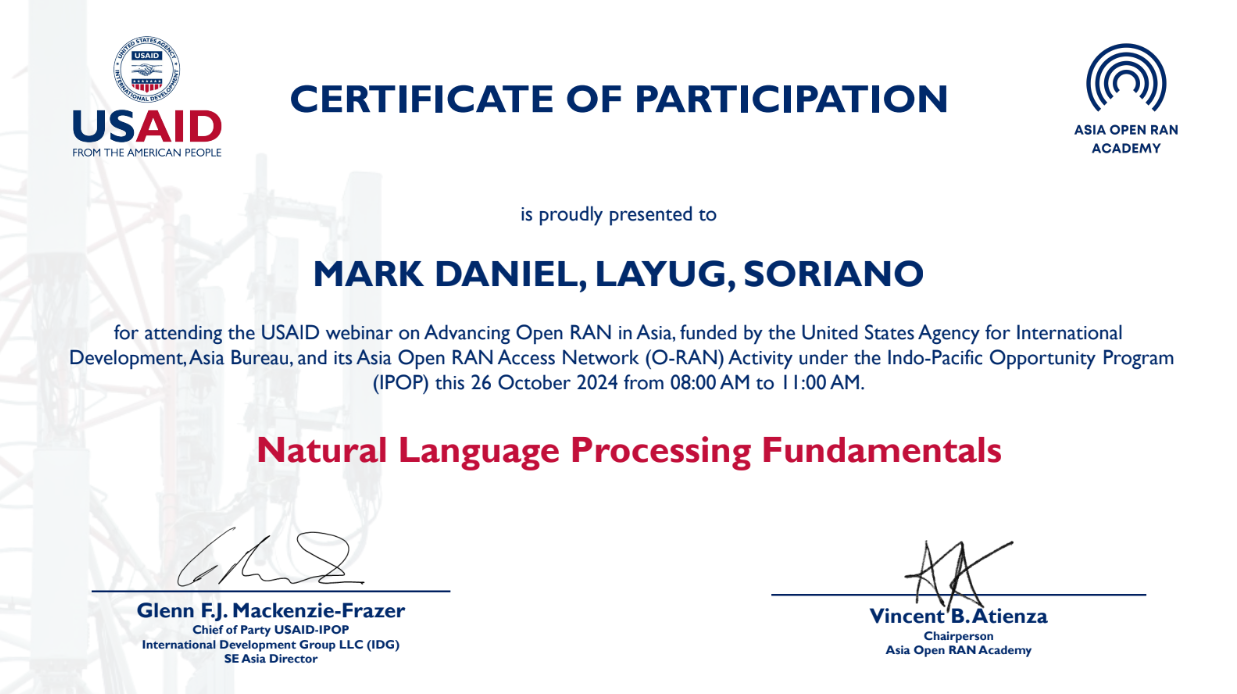 UNITED STATES AGENCY
USAID
INTERNATIONAL DEVELOPMENT
USAID
FROM THE AMERICAN PEOPLE
CERTIFICATE OF PARTICIPATION
ASIA OPEN RAN
ACADEMY
is proudly presented to
MARK DANIEL, LAYUG, SORIANO
for attending the USAID webinar on Advancing Open RAN in Asia, funded by the United States Agency for International
Development, Asia Bureau, and its Asia Open RAN Access Network (O-RAN) Activity under the Indo-Pacific Opportunity Program
(IPOP) this 26 October 2024 from 08:00 AM to 11:00 AM.
Natural Language Processing Fundamentals
Glenn F.J. Mackenzie-Frazer
Chief of Party USAID-IPOP
International Development Group LLC (IDG)
SE Asia Director
Vincent B. Atienza
Chairperson
Asia Open RAN Academy